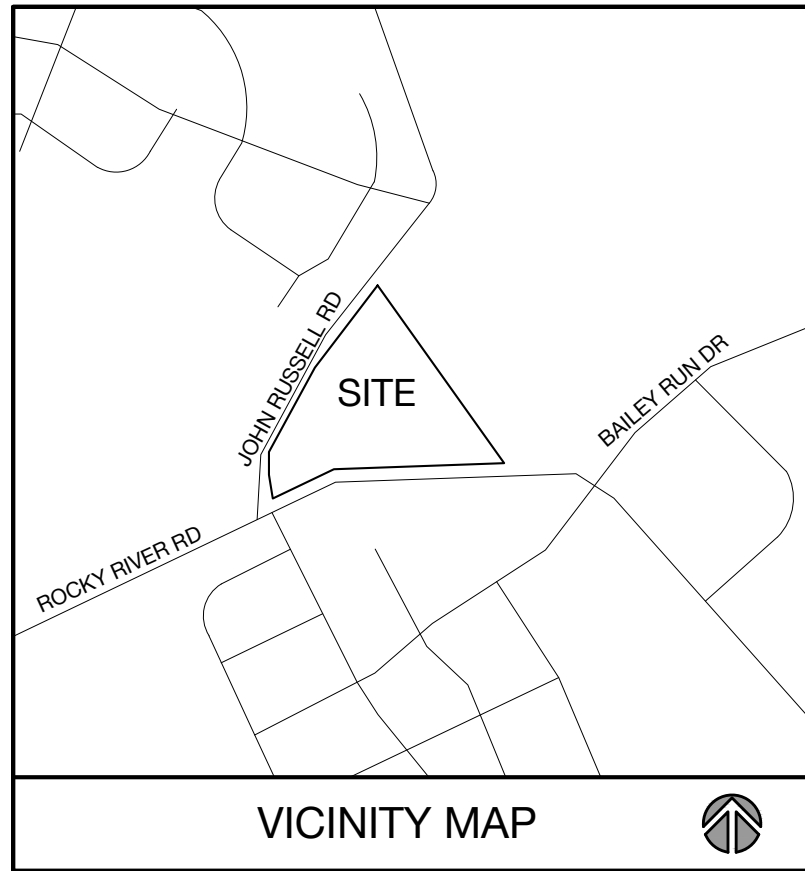 JOHN RUSSELL RD
SITE
BAILEY RUN DR
ROCKY RIVER RD
VICINITY MAP